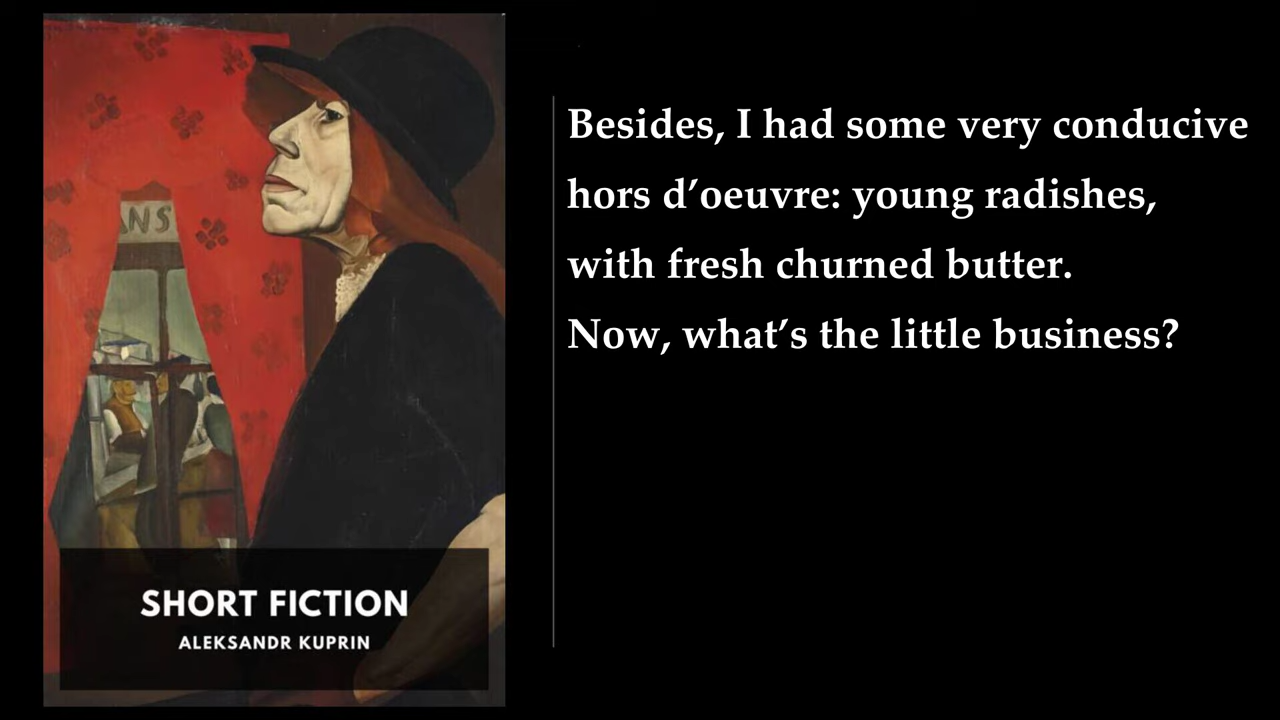 ANS
SHORT FICTION
ALEKSANDR KUPRIN
Besides, I had some very conducive
hors d’oeuvre: young radishes,
with fresh churned butter.
Now, what’s the little business?